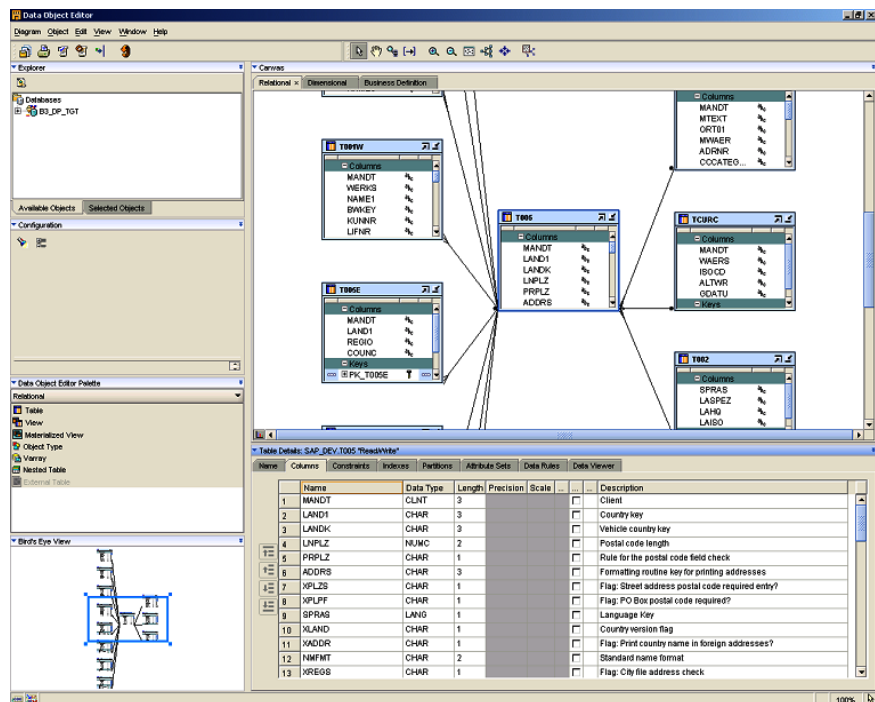 Data Object Editor
Diagram Object Edit View Window Help
Explorer
Databases
B3_DP_TGT
Available Objects Selected Objects
Configuration
Data Object Editor Palette
Relational
Table
View
Materialized View
Object Type
Varray
Nested Table
External Table
Bird's Eye View
Canvas
Relational Dimensional Business Definition
T001W
Columns
MANDT
WERKS
NAME1
BWKEY
KUNNR
LIFNR
T005E
Columns
MANDT
LAND1
REGIO
COUNC
Keys
PK_T005E
T005
Columns
MANDT
LAND1
LANDK
LNPLZ
PRPLZ
ADDRS
Columns
MANDT
MTEXT
ORT01
MWAER
ADRNR
CCCATEG...
TCURC
Columns
MANDT
WAERS
ISOCD
ALTWR
GDATU
Keys
T002
Columns
SPRAS
LASPEZ
LAHQ
LAISO
Table Details: SAP_DEV.T005 "Read/Write"
Name Columns Constraints Indexes Partitions Attribute Sets Data Rules Data Viewer
Name Data Type Length Precision Scale ... ... ... Description
1 MANDT CLNT 3 Client
2 LAND1 CHAR 3 Country key
3 LANDK CHAR 3 Vehicle country key
4 LNPLZ NUMC 2 Postal code length
5 PRPLZ CHAR 1 Rule for the postal code field check
6 ADDRS CHAR 3 Formatting routine key for printing addresses
7 XPLZS CHAR 1 Flag: Street address postal code required entry?
8 XPLPF CHAR 1 Flag: PO Box postal code required?
9 SPRAS LANG 1 Language Key
10 XLAND CHAR 1 Country version flag
11 XADDR CHAR 1 Flag: Print country name in foreign addresses?
12 NMFMT CHAR 2 Standard name format
13 XREGS CHAR 1 Flag: City file address check
100%